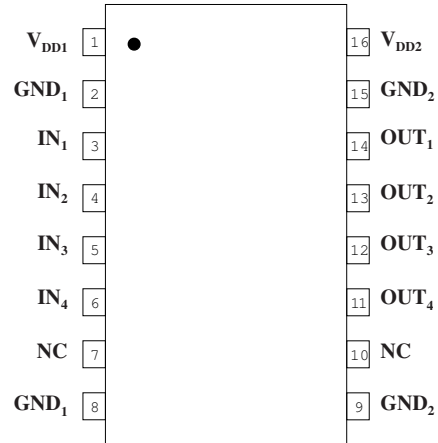 V_DD1 1 16 V_DD2
GND_1 2 15 GND_2
IN_1 3 14 OUT_1
IN_2 4 13 OUT_2
IN_3 5 12 OUT_3
IN_4 6 11 OUT_4
NC 7 10 NC
GND_1 8 9 GND_2